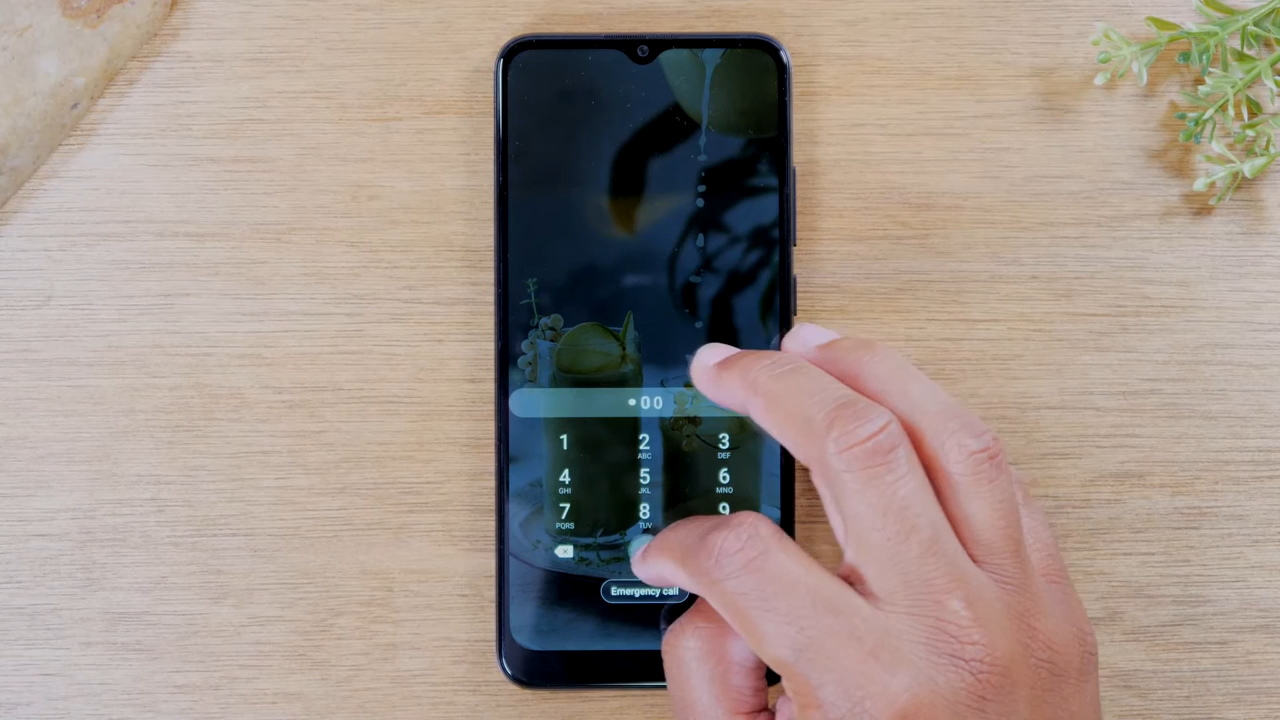 •00
1 2 3
ABC DEF
4 5 6
GHI JKL MNO
7 8 9
PQRS TUV
Emergency call